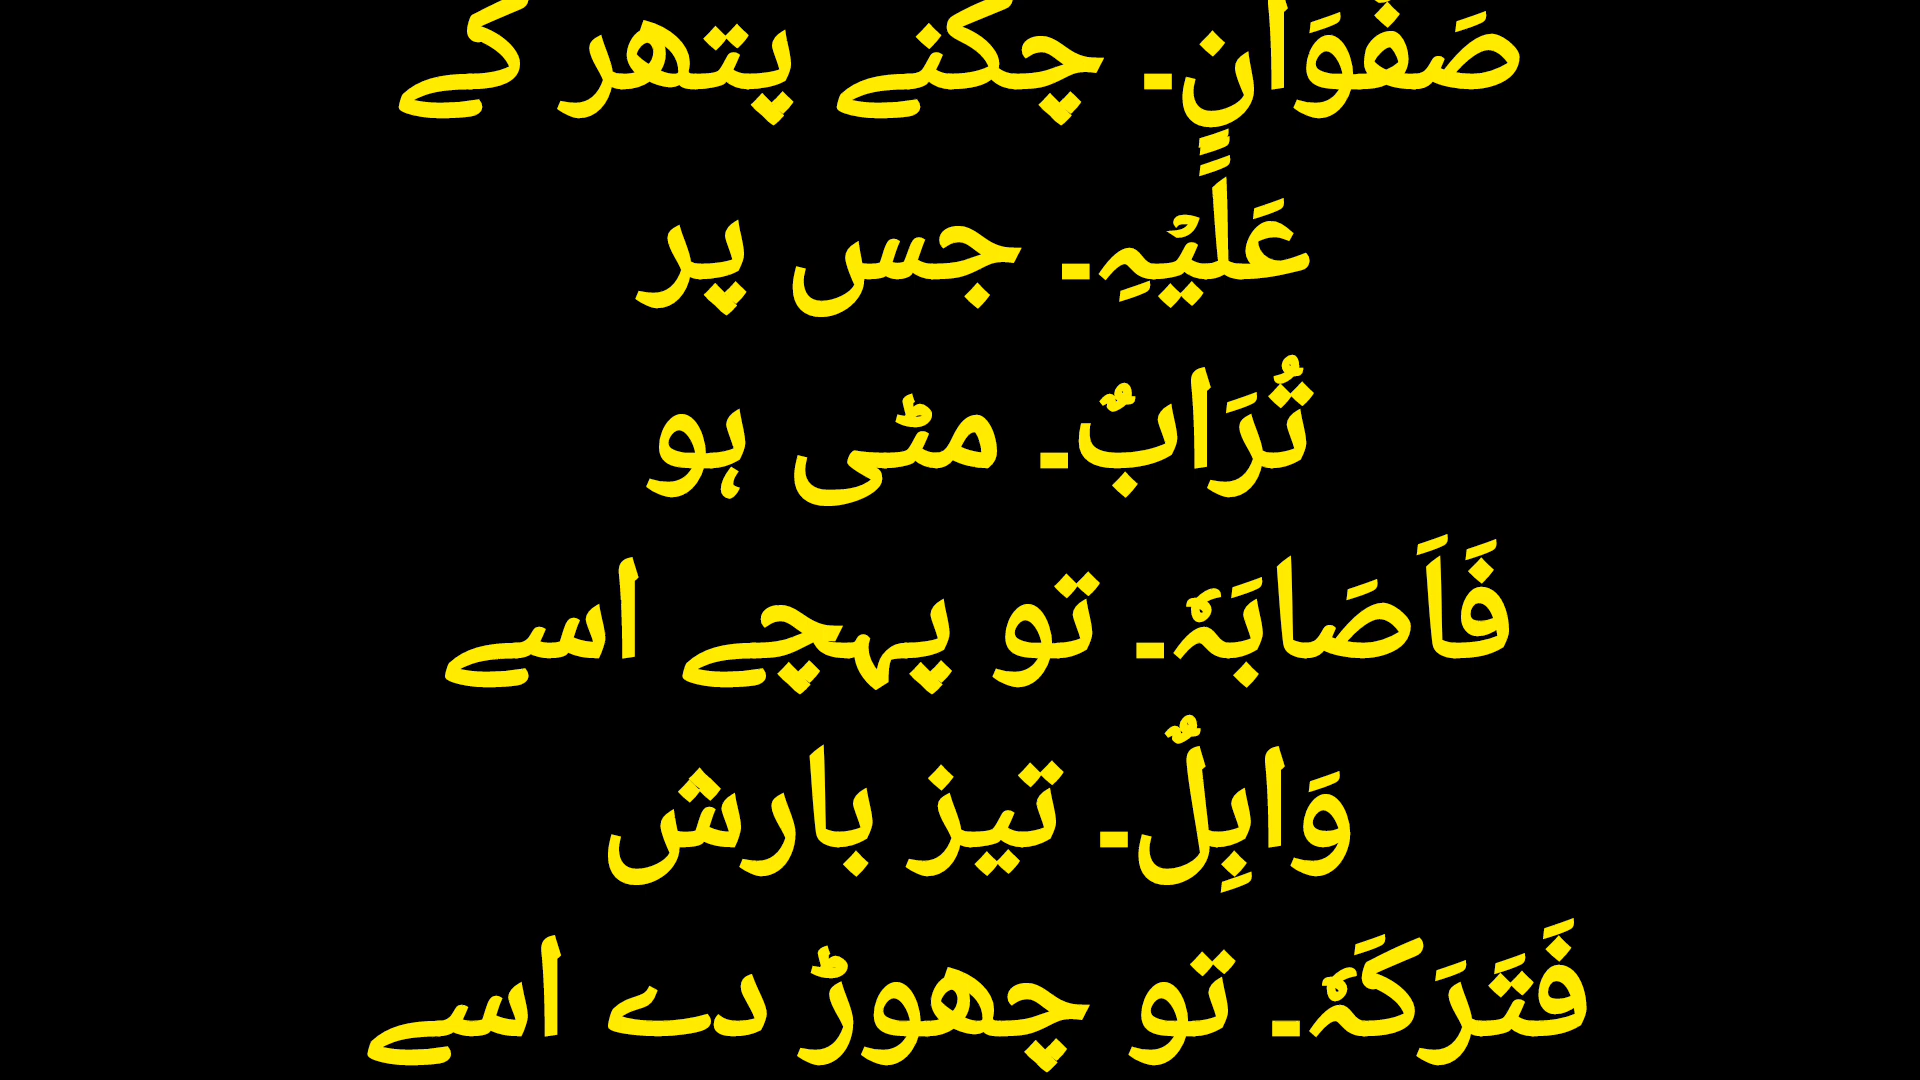 صَفۡوَانٍ۔ چکنے پتھر کے
عَلَیۡہِ۔ جس پر
تُرَابٌ۔ مٹی ہو
فَاَصَابَہٗ۔ تو پہچے اسے
وَابِلٌ۔ تیز بارش
فَتَرَکَہٗ۔ تو چھوڑ دے اسے